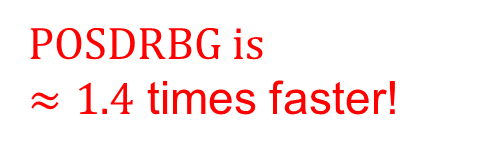 POSDRBG is
≈ 1.4 times faster!